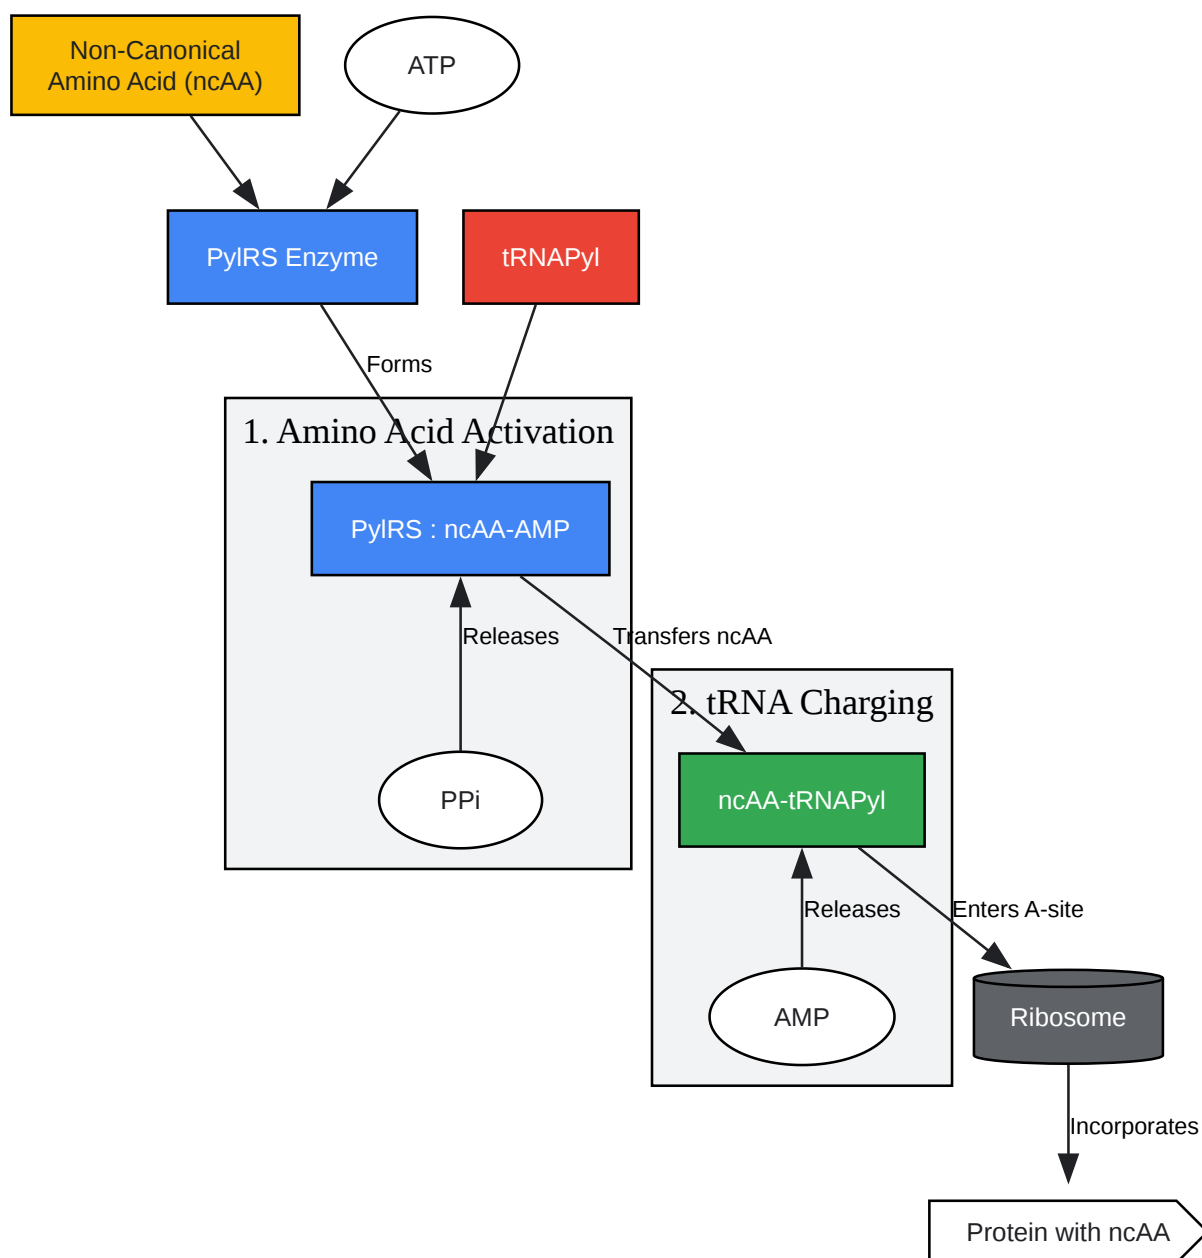 Non-Canonical
Amino Acid (ncAA)
ATP
PylRS Enzyme
tRNAPyl
Forms
1. Amino Acid Activation
PylRS : ncAA-AMP
Releases
Transfers ncAA
2. tRNA Charging
PPi
ncAA-tRNAPyl
Releases
Enters A-site
AMP
Ribosome
Incorporates
Protein with ncAA